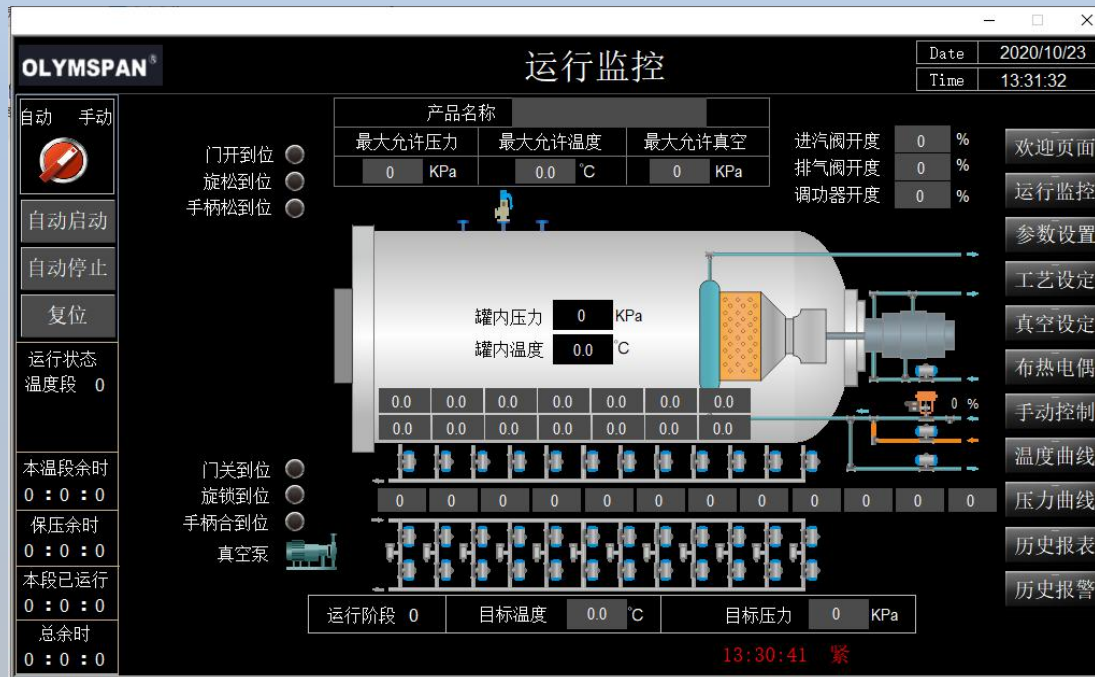 OLYMSPAN®
运行监控
Date 2020/10/23
Time 13:31:32
自动 手动
自动启动
自动停止
复位
运行状态
温度段 0
本温段余时
0 : 0 : 0
保压余时
0 : 0 : 0
本段已运行
0 : 0 : 0
总余时
0 : 0 : 0
产品名称
最大允许压力 最大允许温度 最大允许真空
0 KPa 0.0 ℃ 0 KPa
门开到位
旋松到位
手柄松到位
进汽阀开度 0 %
排气阀开度 0 %
调功器开度 0 %
罐内压力 0 KPa
罐内温度 0.0 ℃
0.0 0.0 0.0 0.0 0.0 0.0 0.0
0.0 0.0 0.0 0.0 0.0 0.0 0.0
0 %
门关到位
旋锁到位
手柄合到位
真空泵
0 0 0 0 0 0 0 0 0 0 0 0
运行阶段 0 目标温度 0.0 ℃ 目标压力 0 KPa
13:30:41 紧
欢迎页面
运行监控
参数设置
工艺设定
真空设定
布热电偶
手动控制
温度曲线
压力曲线
历史报表
历史报警